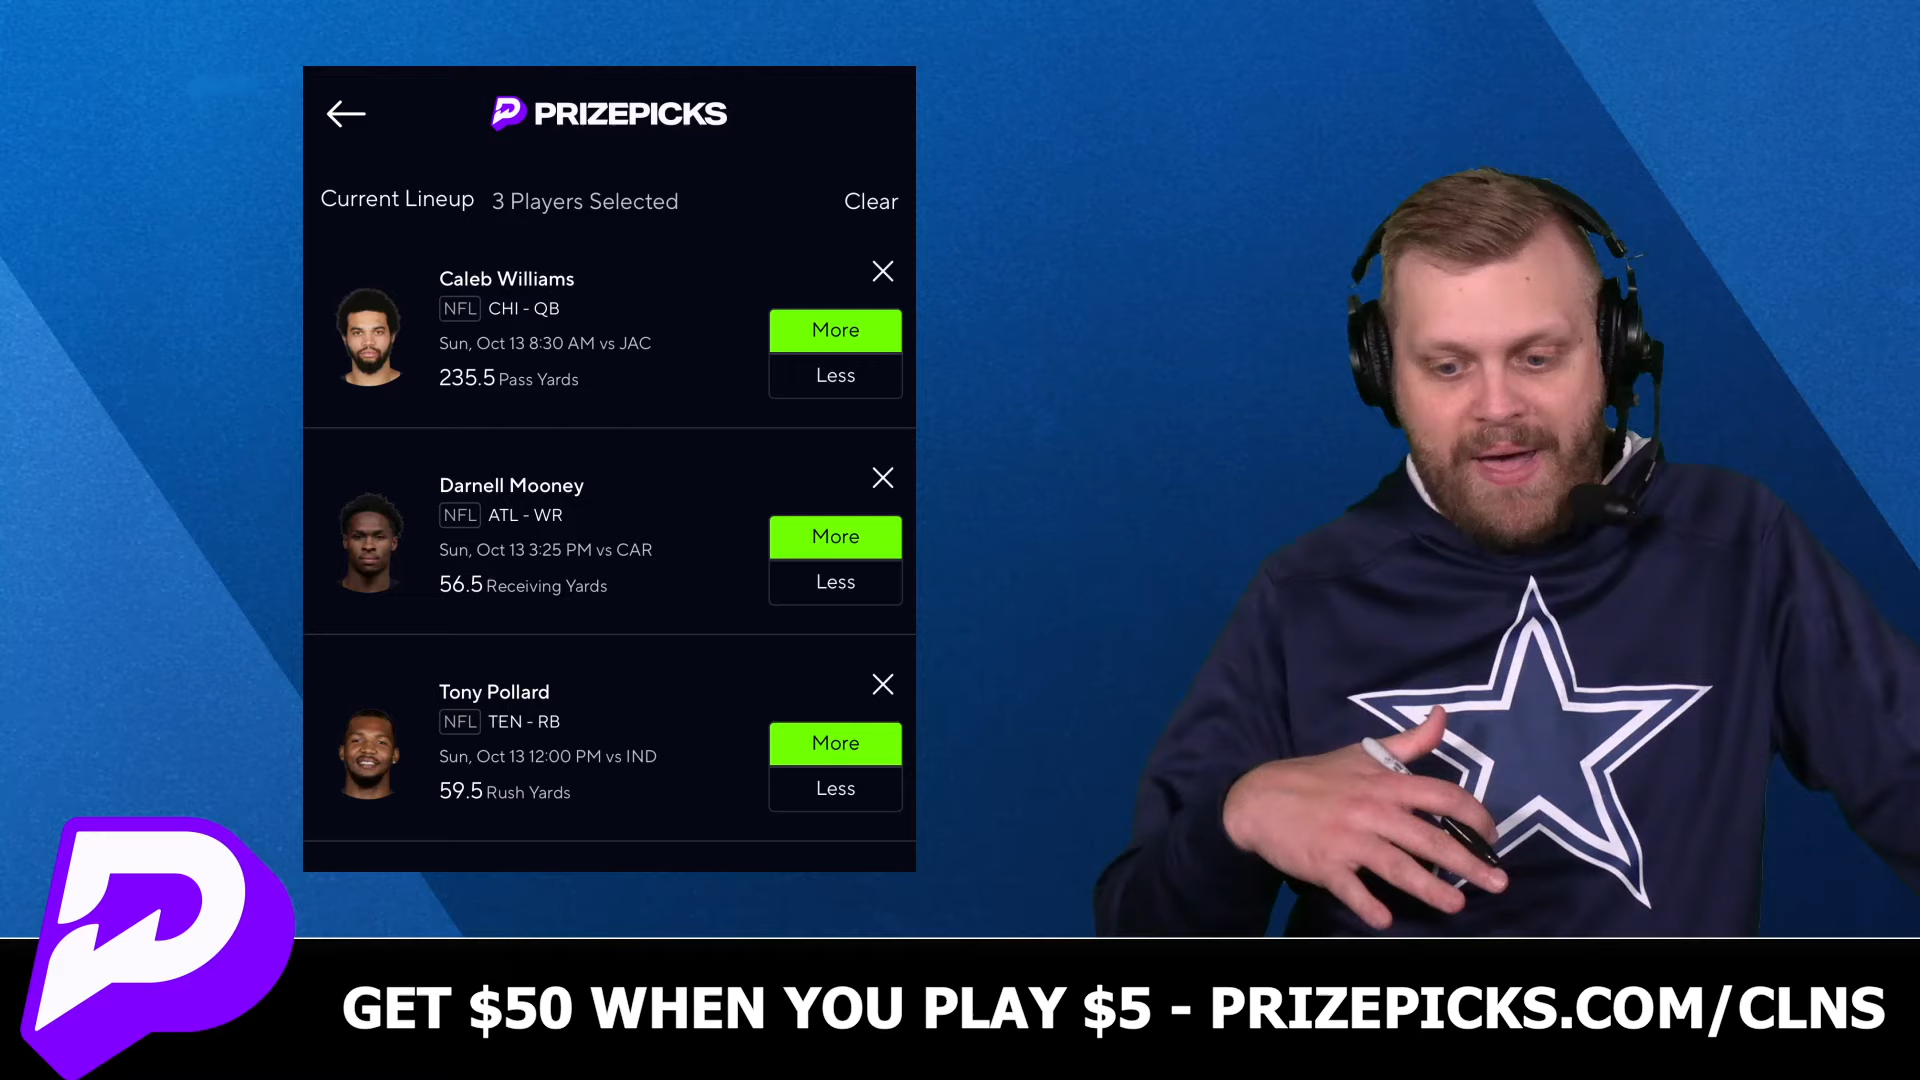 PRIZEPICKS
Current Lineup 3 Players Selected Clear
Caleb Williams
NFL CHI - QB
Sun, Oct 13 8:30 AM vs JAC
235.5 Pass Yards
More
Less
Darnell Mooney
NFL ATL - WR
Sun, Oct 13 3:25 PM vs CAR
56.5 Receiving Yards
More
Less
Tony Pollard
NFL TEN - RB
Sun, Oct 13 12:00 PM vs IND
59.5 Rush Yards
More
Less
GET $50 WHEN YOU PLAY $5 - PRIZEPICKS.COM/CLNS